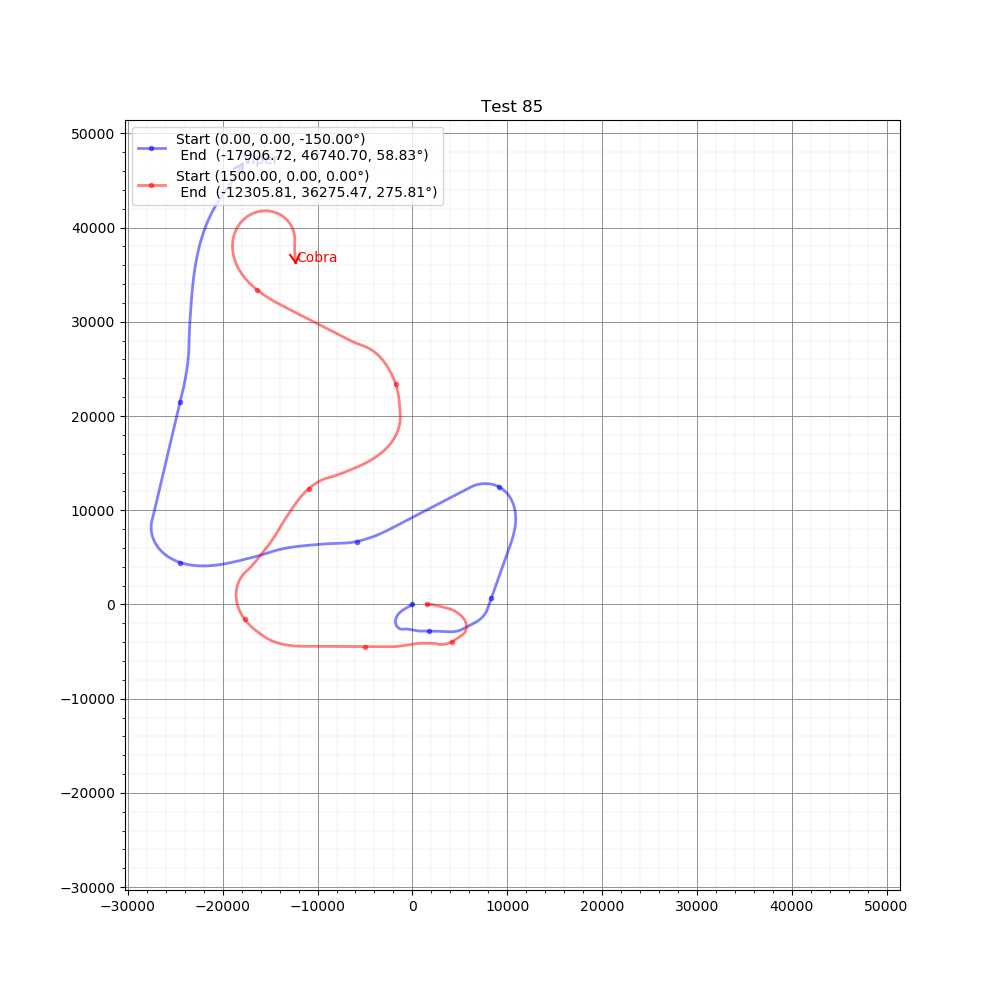 Test 85
Start (0.00, 0.00, -150.00°)
End (-17906.72, 46740.70, 58.83°)
Start (1500.00, 0.00, 0.00°)
End (-12305.81, 36275.47, 275.81°)
Viper
Cobra
50000
40000
30000
20000
10000
0
−10000
−20000
−30000
−30000 −20000 −10000 0 10000 20000 30000 40000 50000